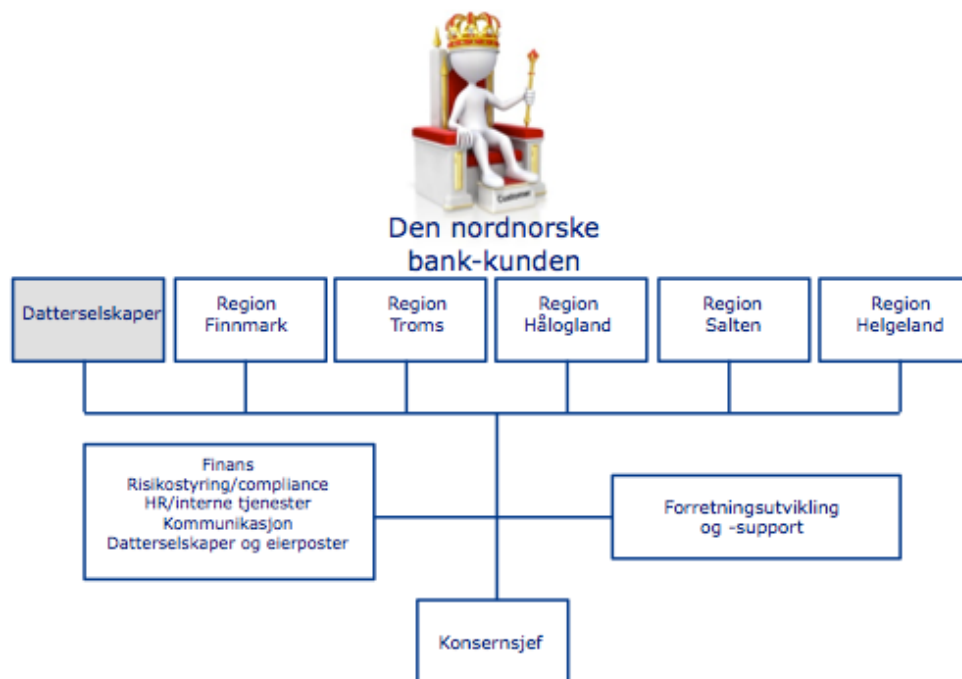 Customer
Den nordnorske
bank-kunden
Datterselskaper
Region
Finnmark
Region
Troms
Region
Hålogland
Region
Salten
Region
Helgeland
Finans
Risikostyring/compliance
HR/interne tjenester
Kommunikasjon
Datterselskaper og eierposter
Forretningsutvikling
og -support
Konsernsjef